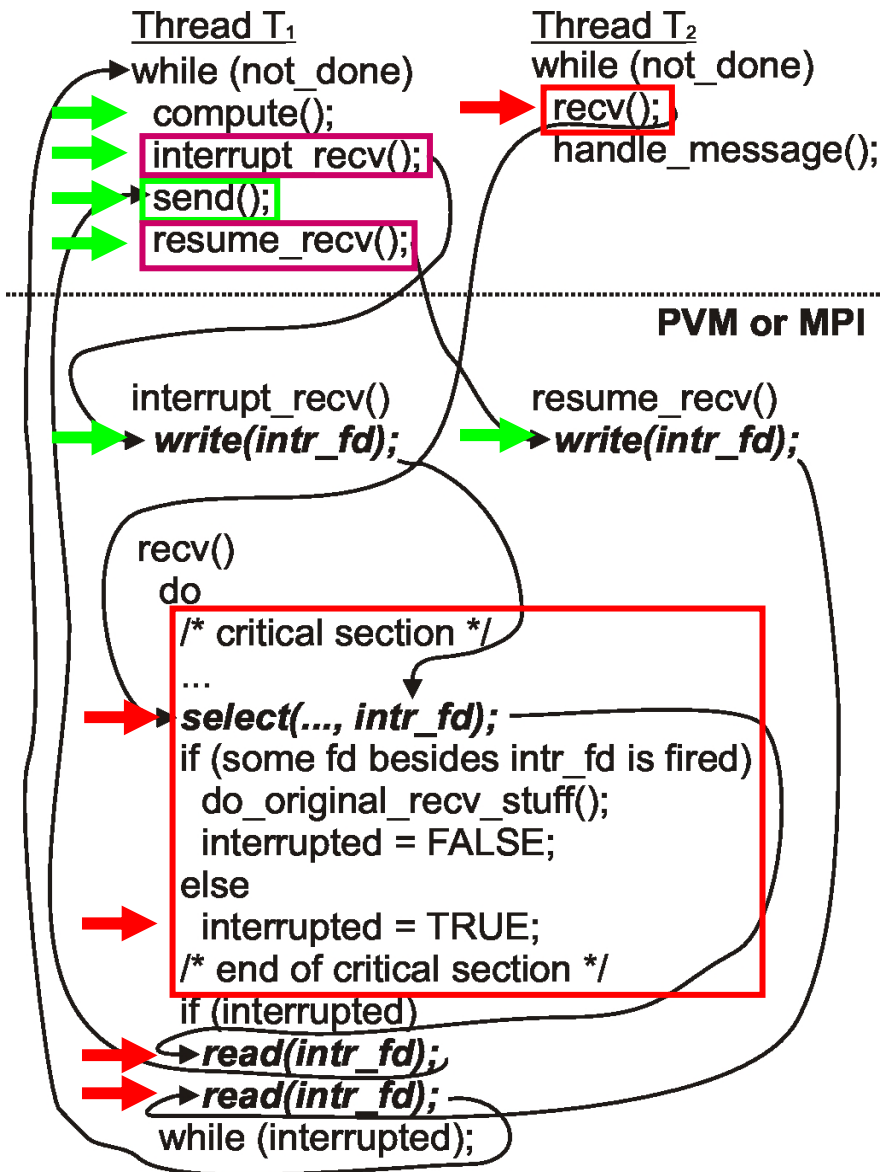 Thread T₁
while (not_done)
compute();
interrupt_recv();
send();
resume_recv();
Thread T₂
while (not_done)
recv();
handle_message();
PVM or MPI
interrupt_recv()
write(intr_fd);
resume_recv()
write(intr_fd);
recv()
do
/* critical section */
...
select(..., intr_fd);
if (some fd besides intr_fd is fired)
do_original_recv_stuff();
interrupted = FALSE;
else
interrupted = TRUE;
/* end of critical section */
if (interrupted)
read(intr_fd);
read(intr_fd);
while (interrupted);